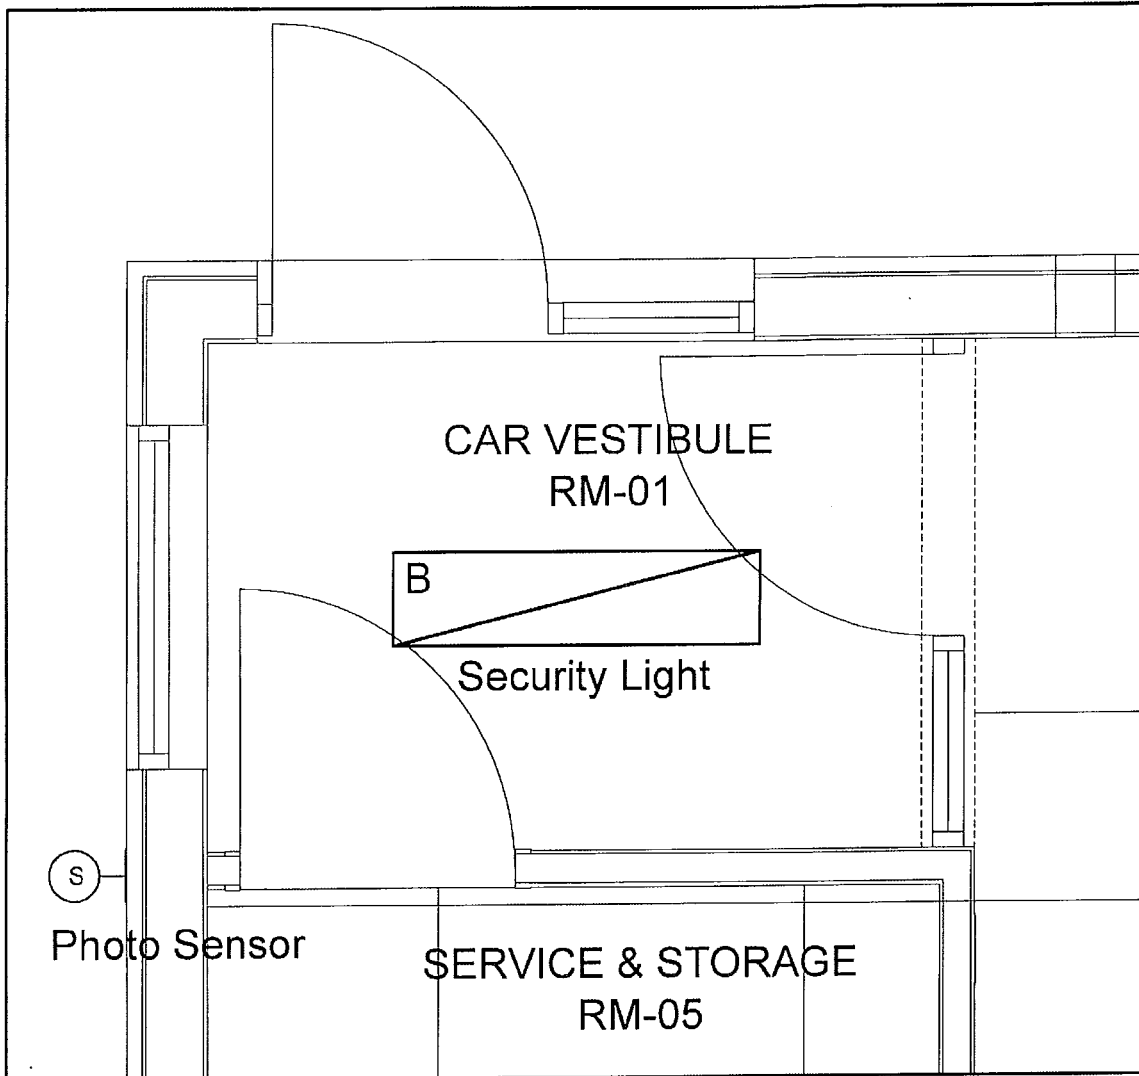 CAR VESTIBULE
RM-01
B
Security Light
S
Photo Sensor
SERVICE & STORAGE
RM-05